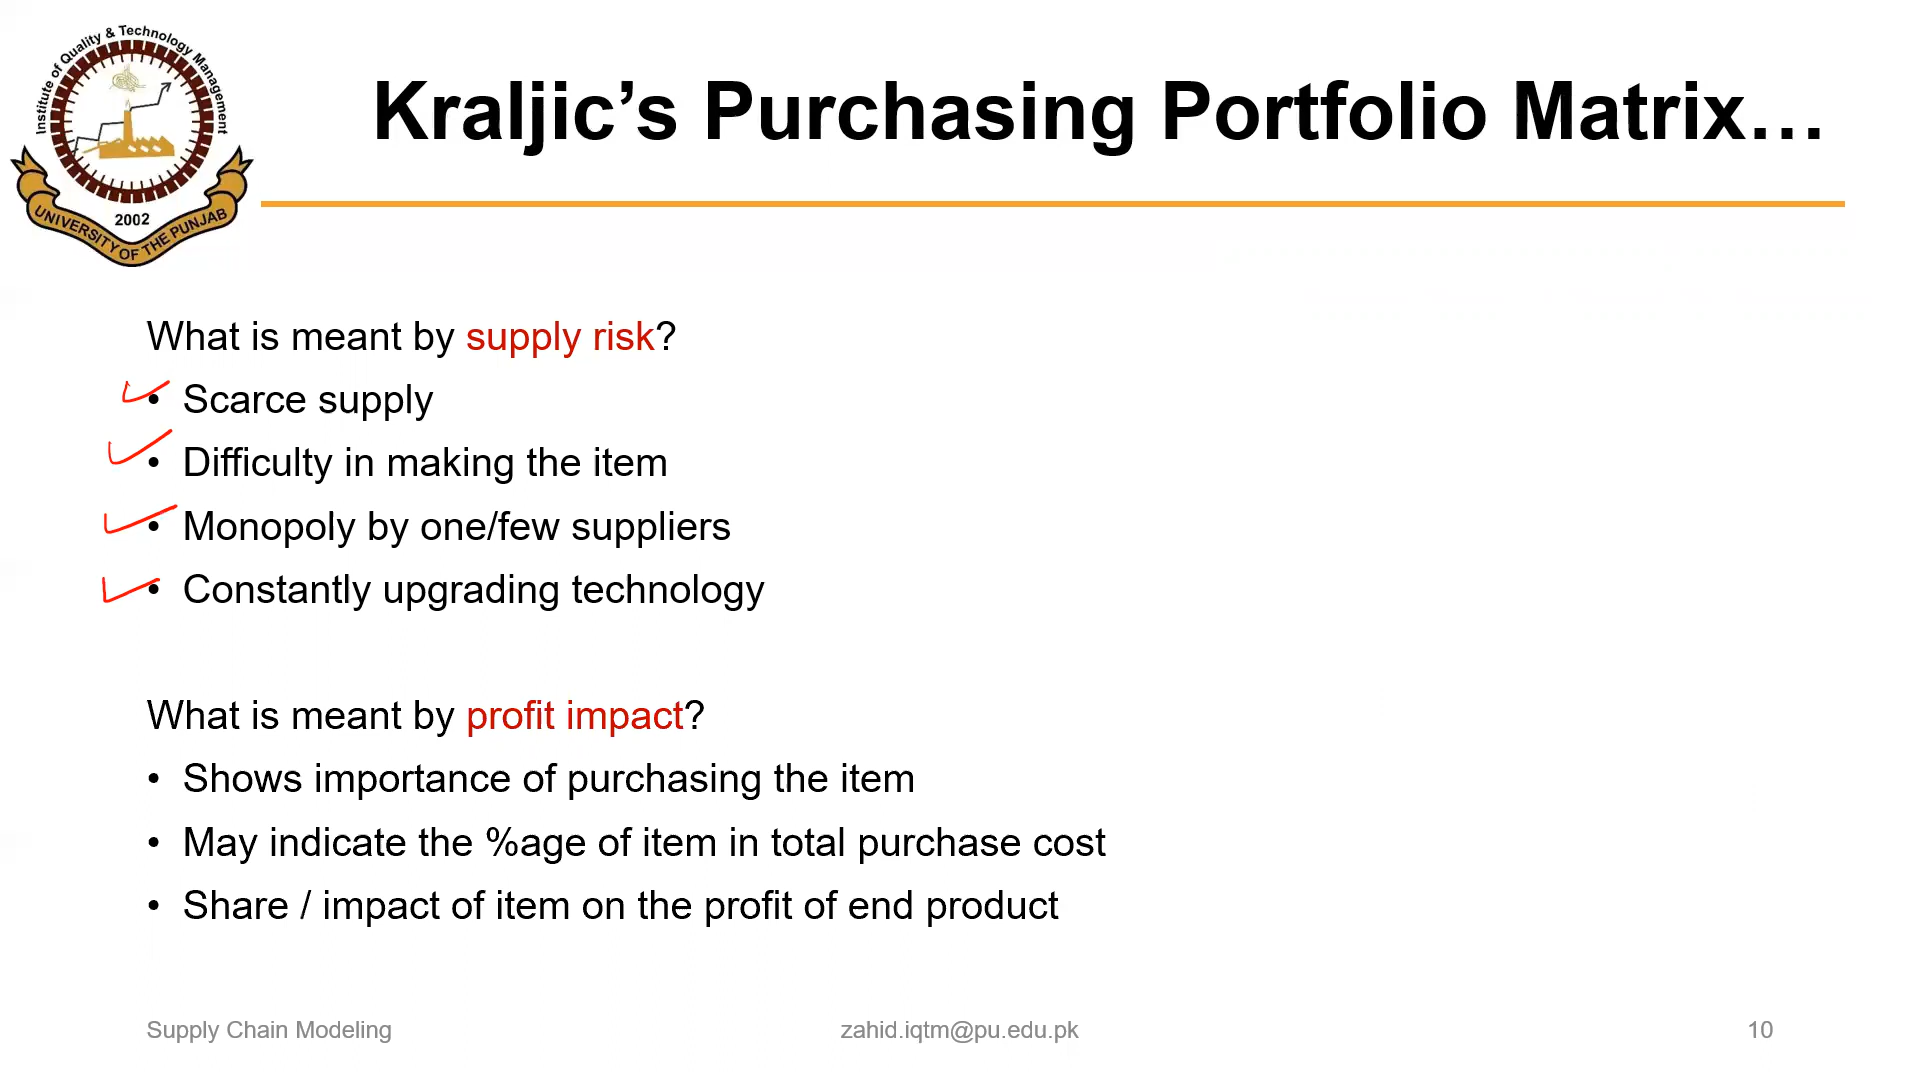 Institute of Quality & Technology Management
2002
UNIVERSITY OF THE PUNJAB
Kraljic’s Purchasing Portfolio Matrix…
What is meant by supply risk?
• Scarce supply
• Difficulty in making the item
• Monopoly by one/few suppliers
• Constantly upgrading technology
What is meant by profit impact?
• Shows importance of purchasing the item
• May indicate the %age of item in total purchase cost
• Share / impact of item on the profit of end product
Supply Chain Modeling
zahid.iqtm@pu.edu.pk
10